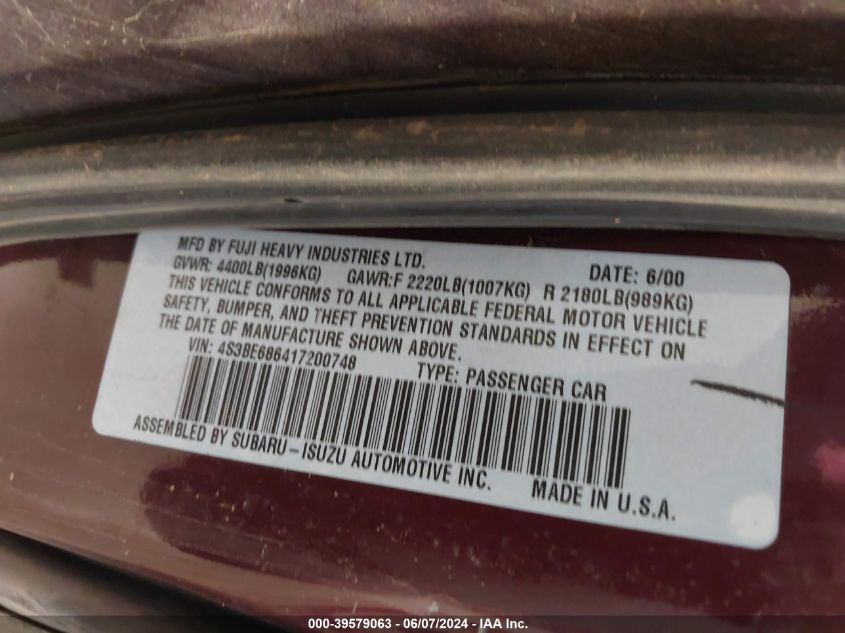 MFD BY FUJI HEAVY INDUSTRIES LTD. DATE: 6/00
GVWR: 4400LB(1996KG) GAWR:F 2220LB(1007KG) R 2180LB(989KG)
THIS VEHICLE CONFORMS TO ALL APPLICABLE FEDERAL MOTOR VEHICLE
SAFETY, BUMPER, AND THEFT PREVENTION STANDARDS IN EFFECT ON
THE DATE OF MANUFACTURE SHOWN ABOVE.
VIN: 4S3BE686417200748 TYPE: PASSENGER CAR
ASSEMBLED BY SUBARU-ISUZU AUTOMOTIVE INC. MADE IN U.S.A.
000-39579063 - 06/07/2024 - IAA Inc.